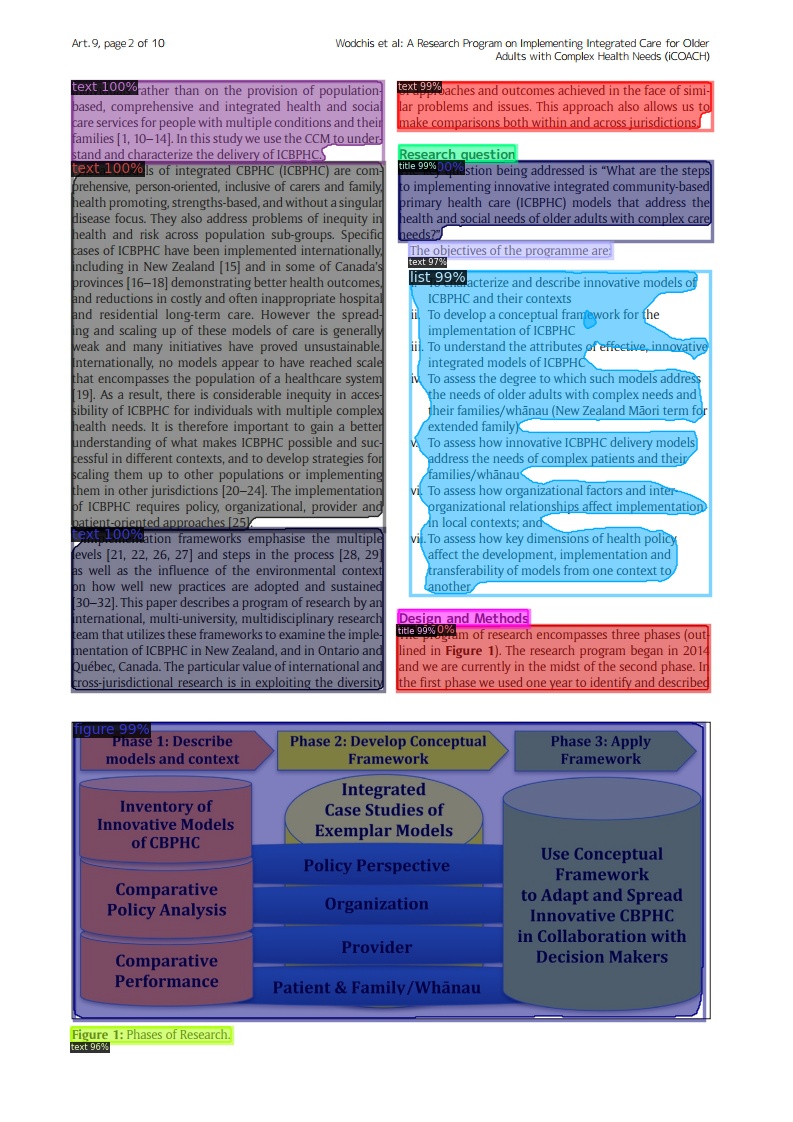 Art. 9, page 2 of 10
Wodchis et al: A Research Program on Implementing Integrated Care for Older
Adults with Complex Health Needs (iCOACH)
text 100%
rather than on the provision of population-
based, comprehensive and integrated health and social
care services for people with multiple conditions and their
families [1, 10–14]. In this study we use the CCM to under-
stand and characterize the delivery of ICBPHC.
text 100%
of integrated CBPHC (ICBPHC) are com-
prehensive, person-oriented, inclusive of carers and family,
health promoting, strengths-based, and without a singular
disease focus. They also address problems of inequity in
health and risk across population sub-groups. Specific
cases of ICBPHC have been implemented internationally,
including in New Zealand [15] and in some of Canada's
provinces [16–18] demonstrating better health outcomes,
and reductions in costly and often inappropriate hospital
and residential long-term care. However the spread-
ing and scaling up of these models of care is generally
weak and many initiatives have proved unsustainable.
Internationally, no models appear to have reached scale
that encompasses the population of a healthcare system
[19]. As a result, there is considerable inequity in acces-
sibility of ICBPHC for individuals with multiple complex
health needs. It is therefore important to gain a better
understanding of what makes ICBPHC possible and suc-
cessful in different contexts, and to develop strategies for
scaling them up to other populations or implementing
them in other jurisdictions [20–24]. The implementation
of ICBPHC requires policy, organizational, provider and
patient-oriented approaches [25]
text 100%
frameworks emphasise the multiple
levels [21, 22, 26, 27] and steps in the process [28, 29]
as well as the influence of the environmental context
on how well new practices are adopted and sustained
[30–32]. This paper describes a program of research by an
international, multi-university, multidisciplinary research
team that utilizes these frameworks to examine the imple-
mentation of ICBPHC in New Zealand, and in Ontario and
Québec, Canada. The particular value of international and
cross-jurisdictional research is in exploiting the diversity
text 99%
and outcomes achieved in the face of simi-
lar problems and issues. This approach also allows us to
make comparisons both within and across jurisdictions.
Research question
title 99%
being addressed is “What are the steps
to implementing innovative integrated community-based
primary health care (ICBPHC) models that address the
health and social needs of older adults with complex care
needs?”
The objectives of the programme are:
text 97%
list 99%
characterize and describe innovative models of
ICBPHC and their contexts
ii. To develop a conceptual framework for the
implementation of ICBPHC
iii. To understand the attributes of effective, innovative
integrated models of ICBPHC
iv. To assess the degree to which such models address
the needs of older adults with complex needs and
their families/whānau (New Zealand Māori term for
extended family)
v. To assess how innovative ICBPHC delivery models
address the needs of complex patients and their
families/whānau
vi. To assess how organizational factors and inter-
organizational relationships affect implementation
in local contexts; and
vii. To assess how key dimensions of health policy
affect the development, implementation and
transferability of models from one context to
another
Design and Methods
title 99%
of research encompasses three phases (out-
lined in Figure 1). The research program began in 2014
and we are currently in the midst of the second phase. In
the first phase we used one year to identify and described
figure 99%
Phase 1: Describe
models and context
Phase 2: Develop Conceptual
Framework
Phase 3: Apply
Framework
Inventory of
Innovative Models
of CBPHC
Comparative
Policy Analysis
Comparative
Performance
Integrated
Case Studies of
Exemplar Models
Policy Perspective
Organization
Provider
Patient & Family/Whānau
Use Conceptual
Framework
to Adapt and Spread
Innovative CBPHC
in Collaboration with
Decision Makers
Figure 1: Phases of Research.
text 96%